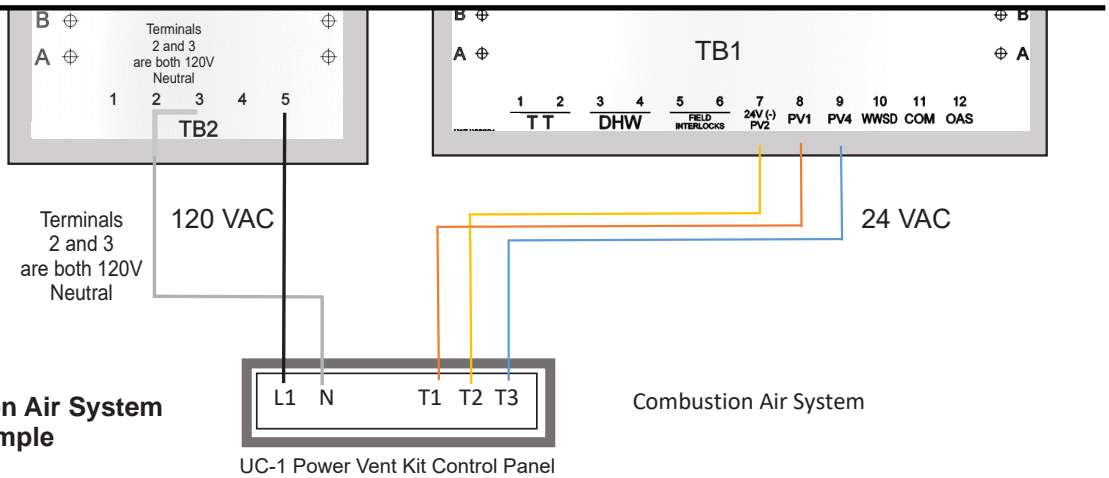 B
Terminals
2 and 3
are both 120V
Neutral
A
1 2 3 4 5
TB2
B B
A A
TB1
1 2 3 4 5 6 7 8 9 10 11 12
T T DHW FIELD INTERLOCKS 24V (-) PV2 PV1 PV4 WWSD COM OAS
Terminals
2 and 3
are both 120V
Neutral
120 VAC
24 VAC
L1 N T1 T2 T3
Combustion Air System
n Air System
mple
UC-1 Power Vent Kit Control Panel